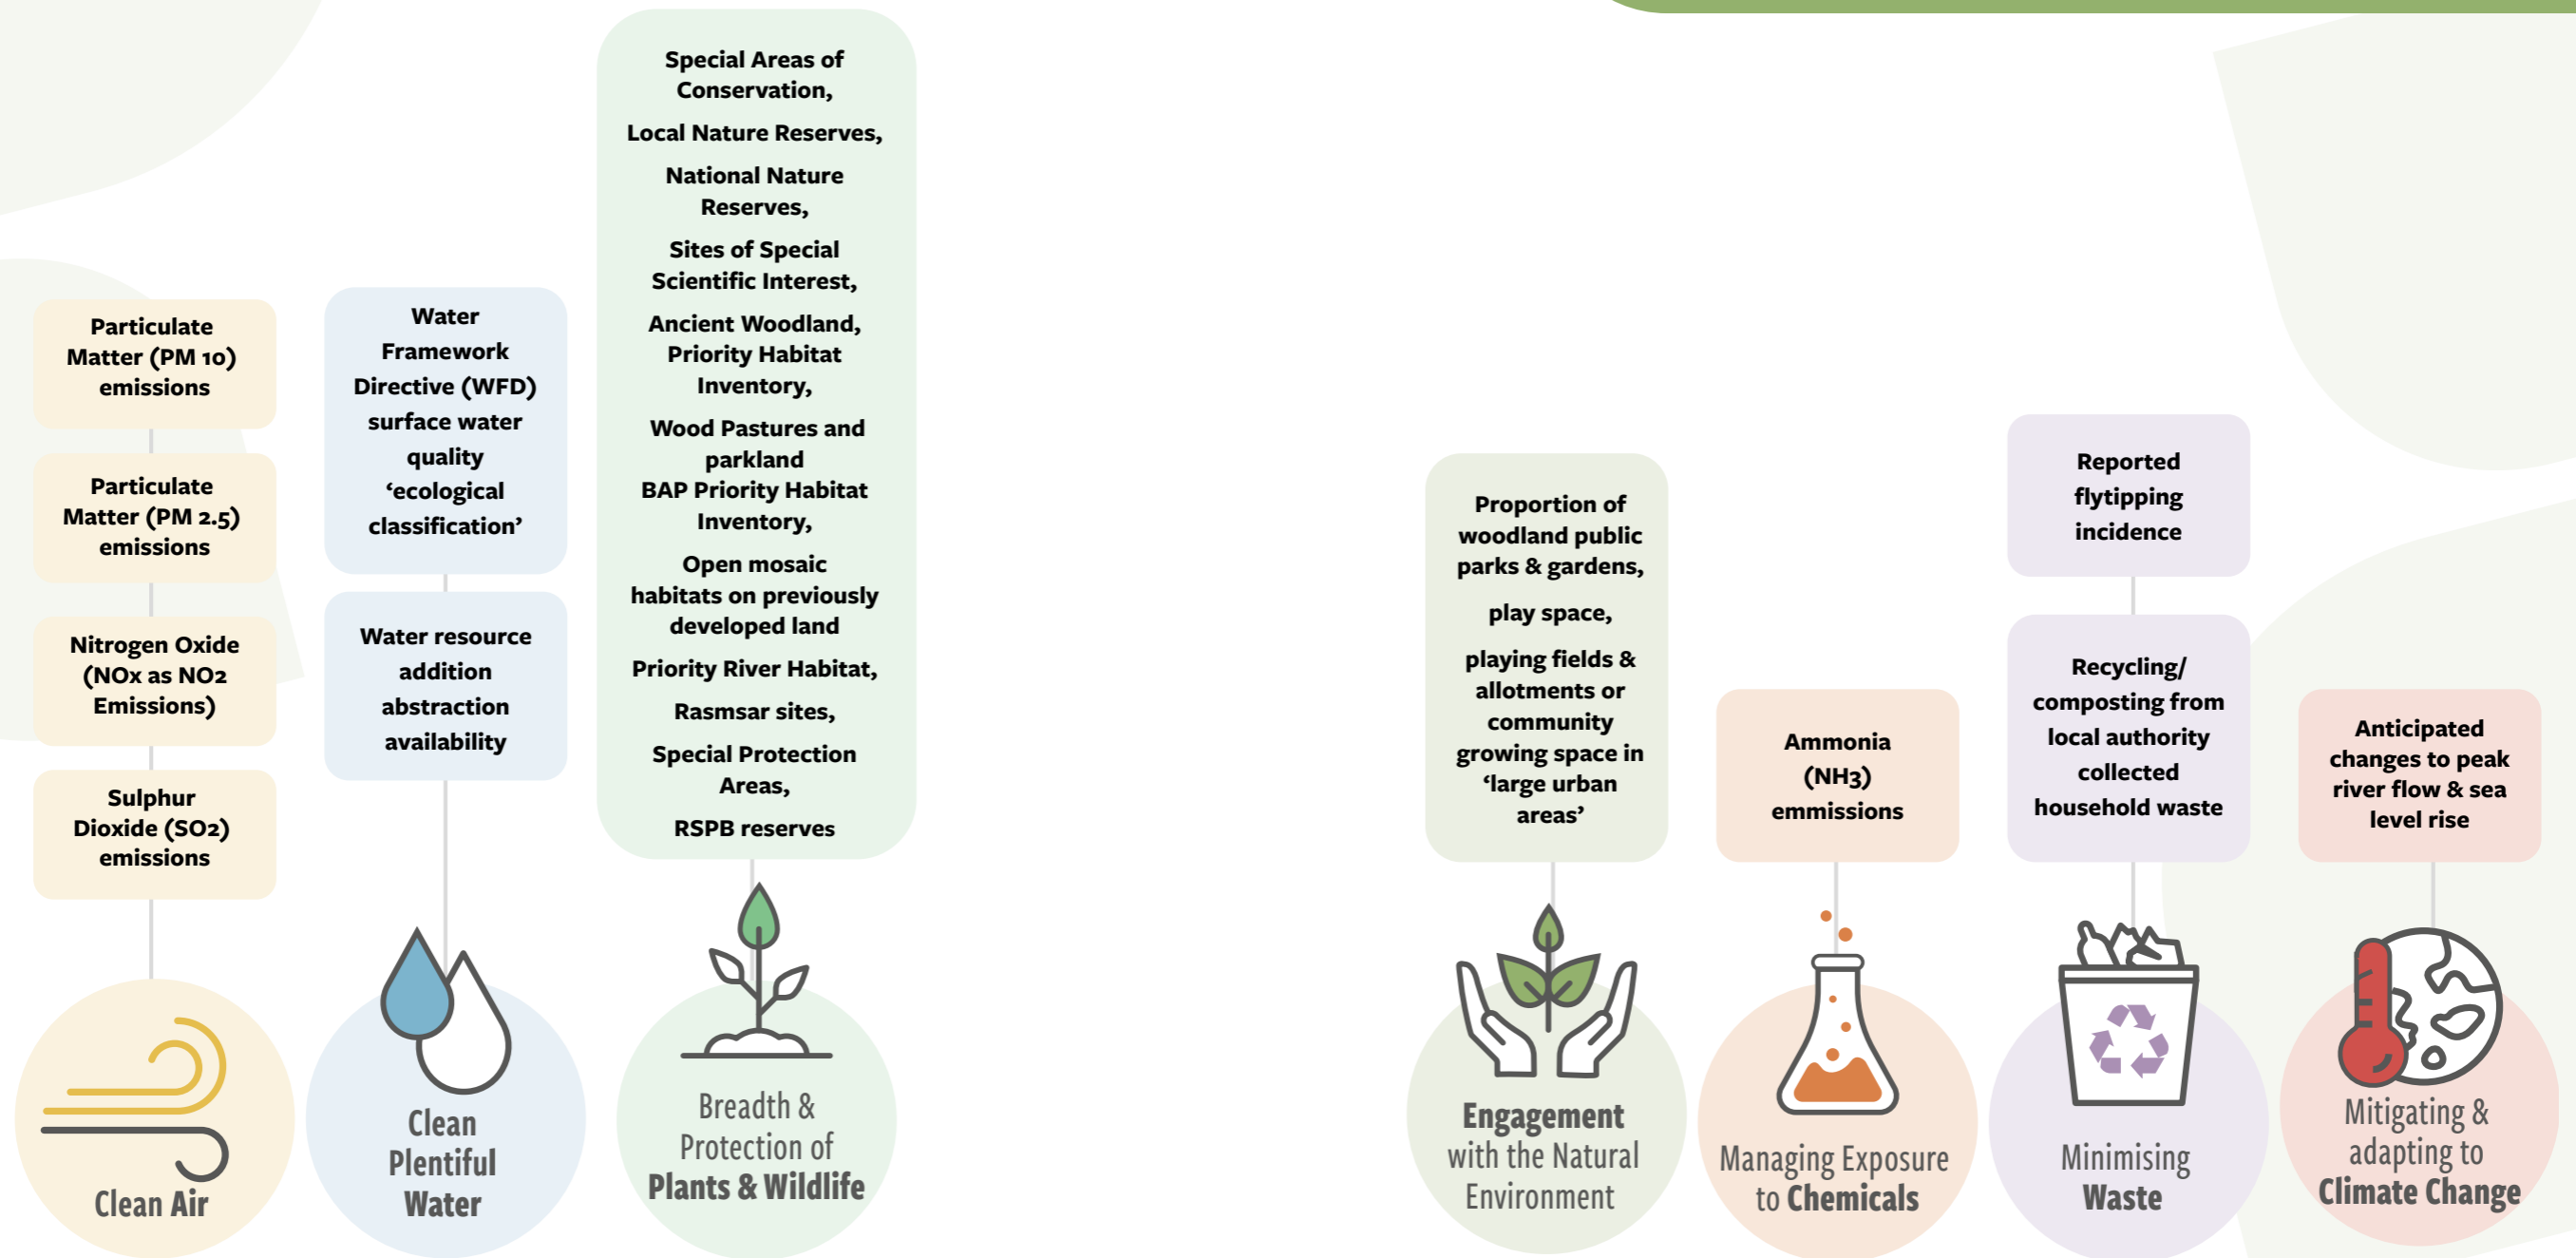 Particulate
Matter (PM 10)
emissions
Particulate
Matter (PM 2.5)
emissions
Nitrogen Oxide
(NOx as NO2
Emissions)
Sulphur
Dioxide (SO2)
emissions
Clean Air
Water
Framework
Directive (WFD)
surface water
quality
‘ecological
classification’
Water resource
addition
abstraction
availability
Clean
Plentiful
Water
Special Areas of
Conservation,
Local Nature Reserves,
National Nature
Reserves,
Sites of Special
Scientific Interest,
Ancient Woodland,
Priority Habitat
Inventory,
Wood Pastures and
parkland
BAP Priority Habitat
Inventory,
Open mosaic
habitats on previously
developed land
Priority River Habitat,
Rasmsar sites,
Special Protection
Areas,
RSPB reserves
Breadth &
Protection of
Plants & Wildlife
Proportion of
woodland public
parks & gardens,
play space,
playing fields &
allotments or
community
growing space in
‘large urban
areas’
Engagement
with the Natural
Environment
Ammonia
(NH3)
emmissions
Managing Exposure
to Chemicals
Reported
flytipping
incidence
Recycling/
composting from
local authority
collected
household waste
Minimising
Waste
Anticipated
changes to peak
river flow & sea
level rise
Mitigating &
adapting to
Climate Change